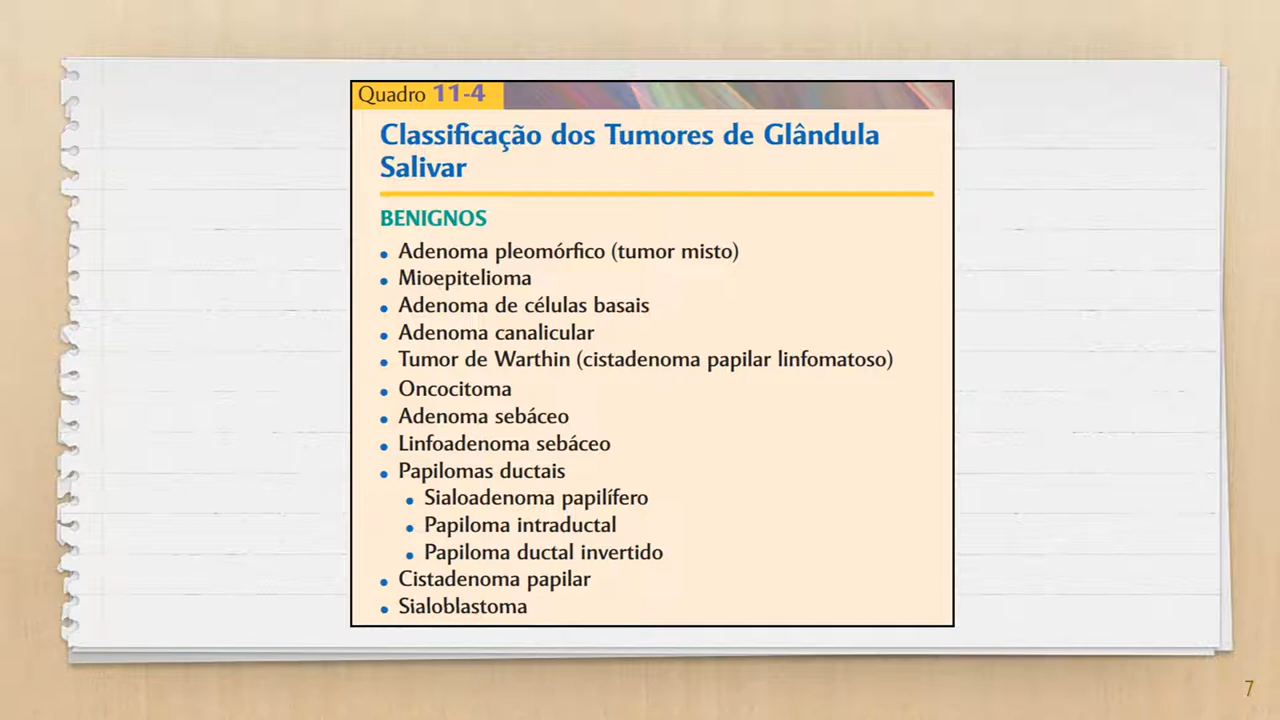 Quadro 11-4
Classificação dos Tumores de Glândula
Salivar
BENIGNOS
• Adenoma pleomórfico (tumor misto)
• Mioepitelioma
• Adenoma de células basais
• Adenoma canalicular
• Tumor de Warthin (cistadenoma papilar linfomatoso)
• Oncocitoma
• Adenoma sebáceo
• Linfoadenoma sebáceo
• Papilomas ductais
• Sialoadenoma papilífero
• Papiloma intraductal
• Papiloma ductal invertido
• Cistadenoma papilar
• Sialoblastoma
7